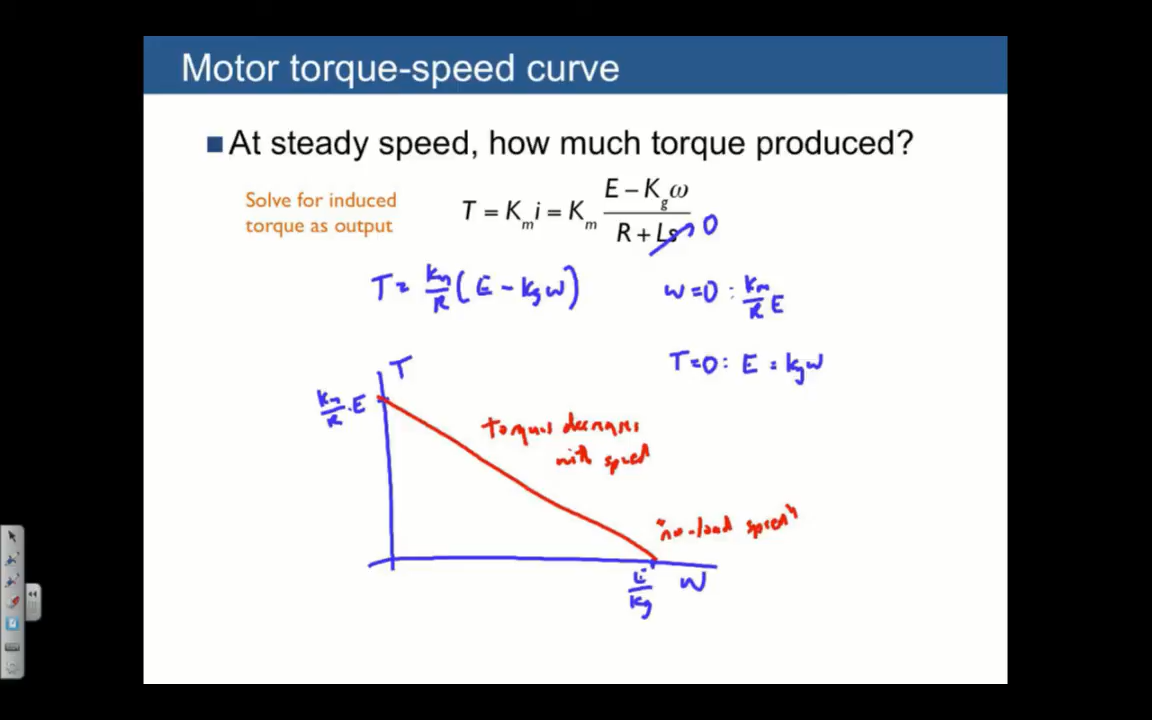 Motor torque-speed curve
■ At steady speed, how much torque produced?
Solve for induced
torque as output
T = K_m i = K_m (E − K_g ω) / (R + Ls) → 0
T = K_m/R (E − K_g ω)
ω = 0 : K_m/R E
T = 0 : E = K_g ω
T
K_m/R · E
torque decreases
with speed
"no-load speed"
E/K_g
ω